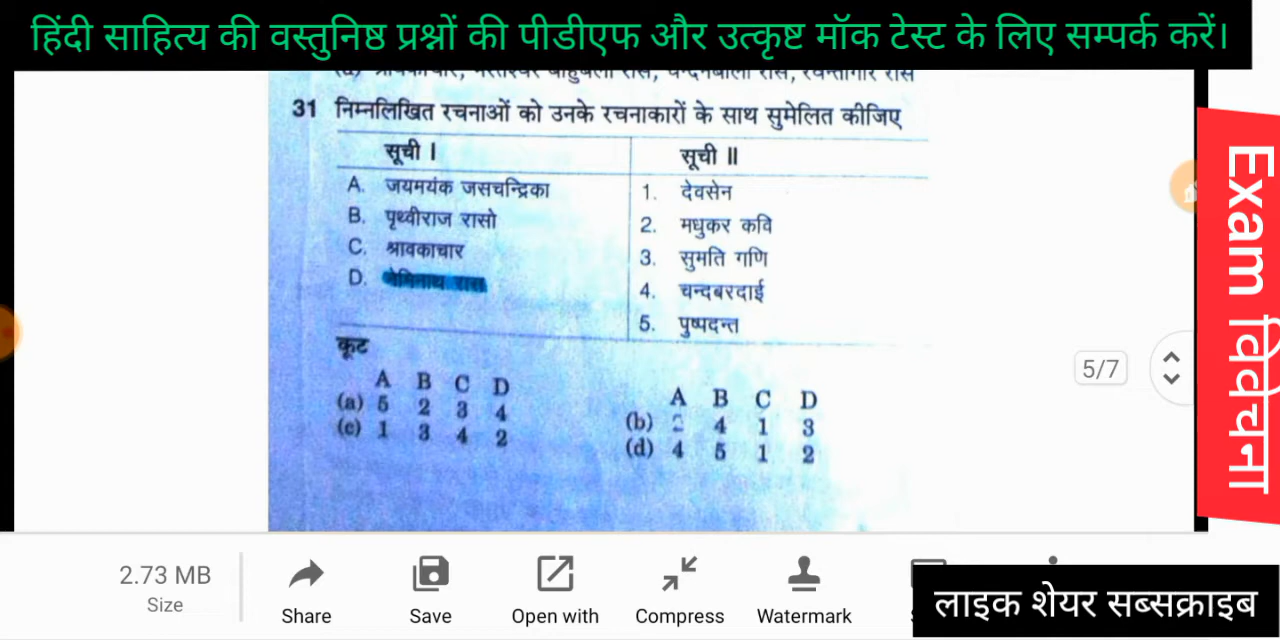 हिंदी साहित्य की वस्तुनिष्ठ प्रश्नों की पीडीएफ और उत्कृष्ट मॉक टेस्ट के लिए सम्पर्क करें।
31 निम्नलिखित रचनाओं को उनके रचनाकारों के साथ सुमेलित कीजिए
सूची I सूची II
A. जयमयंक जसचन्द्रिका 1. देवसेन
B. पृथ्वीराज रासो 2. मधुकर कवि
C. श्रावकाचार 3. सुमति गणि
D. नेमिनाथ रास 4. चन्दबरदाई
5. पुष्पदन्त
कूट
A B C D A B C D
(a) 5 2 3 4 (b) 4 1 3
(c) 1 3 4 2 (d) 4 5 1 2
5/7
Exam विवेचना
2.73 MB
Size
Share Save Open with Compress Watermark
लाइक शेयर सब्सक्राइब